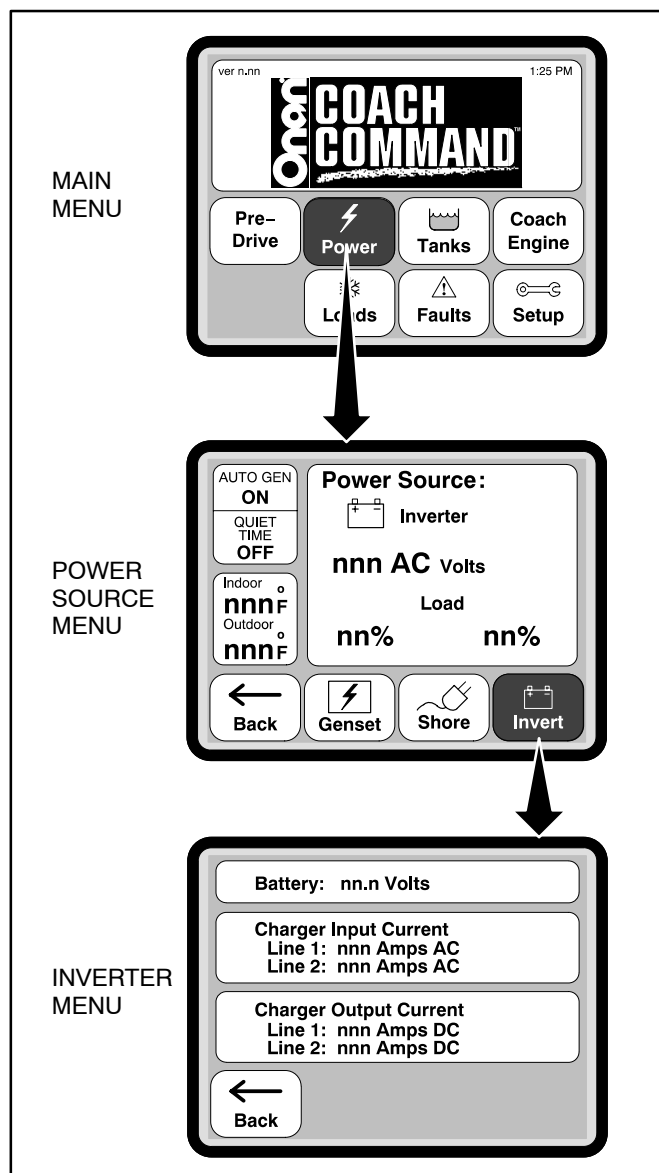 ver n.nn 1:25 PM
Onan COACH COMMAND™
MAIN MENU
Pre-Drive
Power
Tanks
Coach Engine
Loads
Faults
Setup
POWER SOURCE MENU
AUTO GEN
ON
QUIET TIME
OFF
Indoor
nnn°F
Outdoor
nnn°F
Power Source:
Inverter
nnn AC Volts
Load
nn% nn%
Back
Genset
Shore
Invert
INVERTER MENU
Battery: nn.n Volts
Charger Input Current
Line 1: nnn Amps AC
Line 2: nnn Amps AC
Charger Output Current
Line 1: nnn Amps DC
Line 2: nnn Amps DC
Back